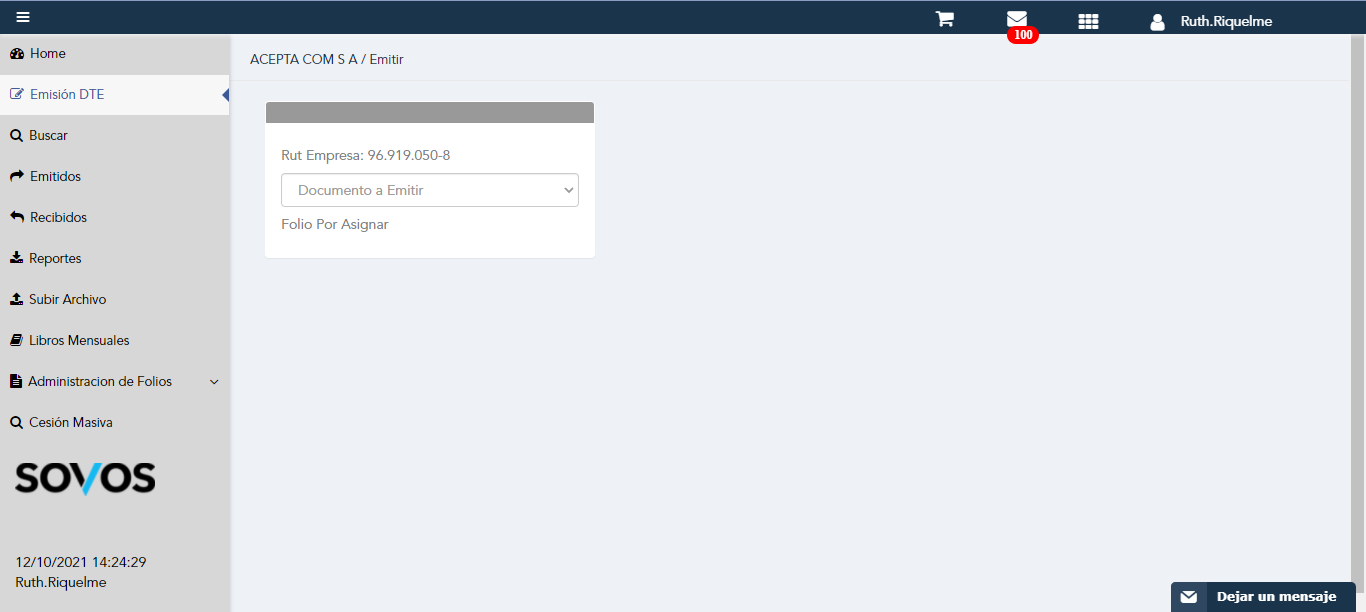 100
Ruth.Riquelme
Home
Emisión DTE
Buscar
Emitidos
Recibidos
Reportes
Subir Archivo
Libros Mensuales
Administracion de Folios
Cesión Masiva
SOVOS
12/10/2021 14:24:29
Ruth.Riquelme
ACEPTA COM S A / Emitir
Rut Empresa: 96.919.050-8
Documento a Emitir
Folio Por Asignar
Dejar un mensaje